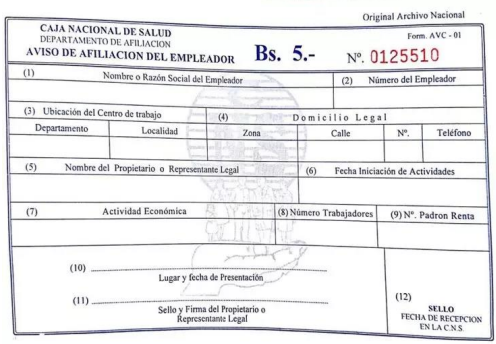 Original Archivo Nacional
CAJA NACIONAL DE SALUD
DEPARTAMENTO DE AFILIACION
AVISO DE AFILIACION DEL EMPLEADOR
Bs. 5.-
Form. AVC - 01
Nº. 0125510
(1) Nombre o Razón Social del Empleador
(2) Número del Empleador
(3) Ubicación del Centro de trabajo
(4) Domicilio Legal
Departamento Localidad Zona Calle Nº. Teléfono
(5) Nombre del Propietario o Representante Legal
(6) Fecha Iniciación de Actividades
(7) Actividad Económica
(8) Número Trabajadores
(9) Nº. Padron Renta
(10)
Lugar y fecha de Presentación
(11)
Sello y Firma del Propietario o
Representante Legal
(12)
SELLO
FECHA DE RECEPCION
EN LA C.N.S.